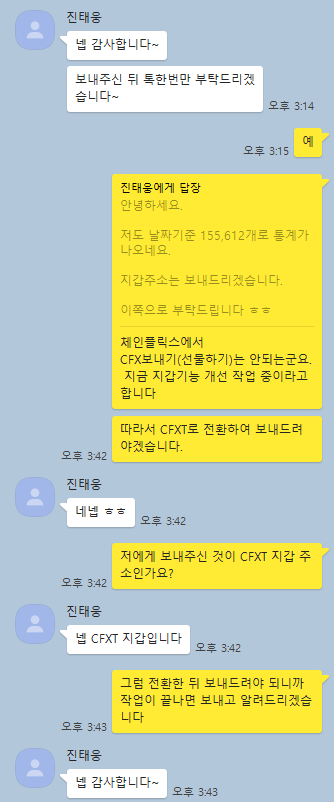 진태웅
넵 감사합니다~
보내주신 뒤 톡한번만 부탁드리겠
습니다~
오후 3:14
예
오후 3:15
진태웅에게 답장
안녕하세요.
저도 날짜기준 155,612개로 통계가
나오네요.
지갑주소는 보내드리겠습니다.
이쪽으로 부탁드립니다 ㅎㅎ
체인플릭스에서
CFX보내기(선물하기)는 안되는군요.
지금 지갑기능 개선 작업 중이라고
합니다
따라서 CFXT로 전환하여 보내드려
야겠습니다.
오후 3:42
진태웅
네넵 ㅎㅎ
오후 3:42
저에게 보내주신 것이 CFXT 지갑 주
소인가요?
오후 3:42
진태웅
넵 CFXT 지갑입니다
오후 3:42
그럼 전환한 뒤 보내드려야 되니까
작업이 끝나면 보내고 알려드리겠습
니다
오후 3:43
진태웅
넵 감사합니다~
오후 3:43